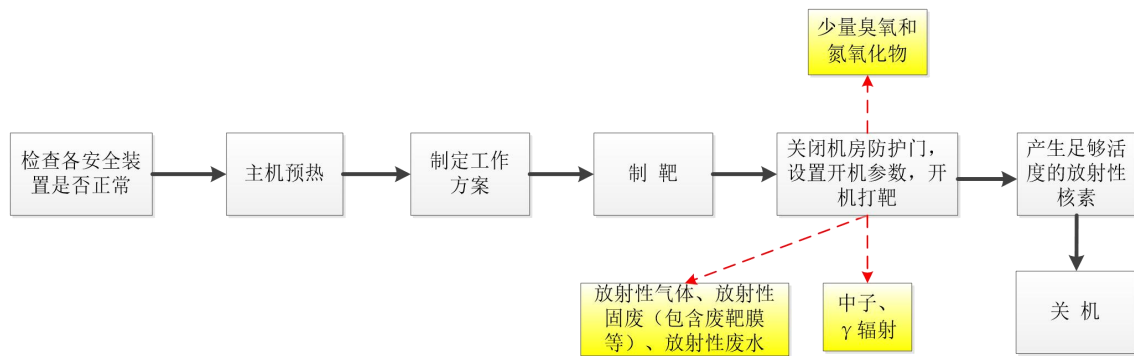 少量臭氧和
氮氧化物
检查各安全装
置是否正常
主机预热
制定工作
方案
制 靶
关闭机房防护门，
设置开机参数，开
机打靶
产生足够活
度的放射性
核素
放射性气体、放射性
固废（包含废靶膜
等）、放射性废水
中子、
γ 辐射
关 机